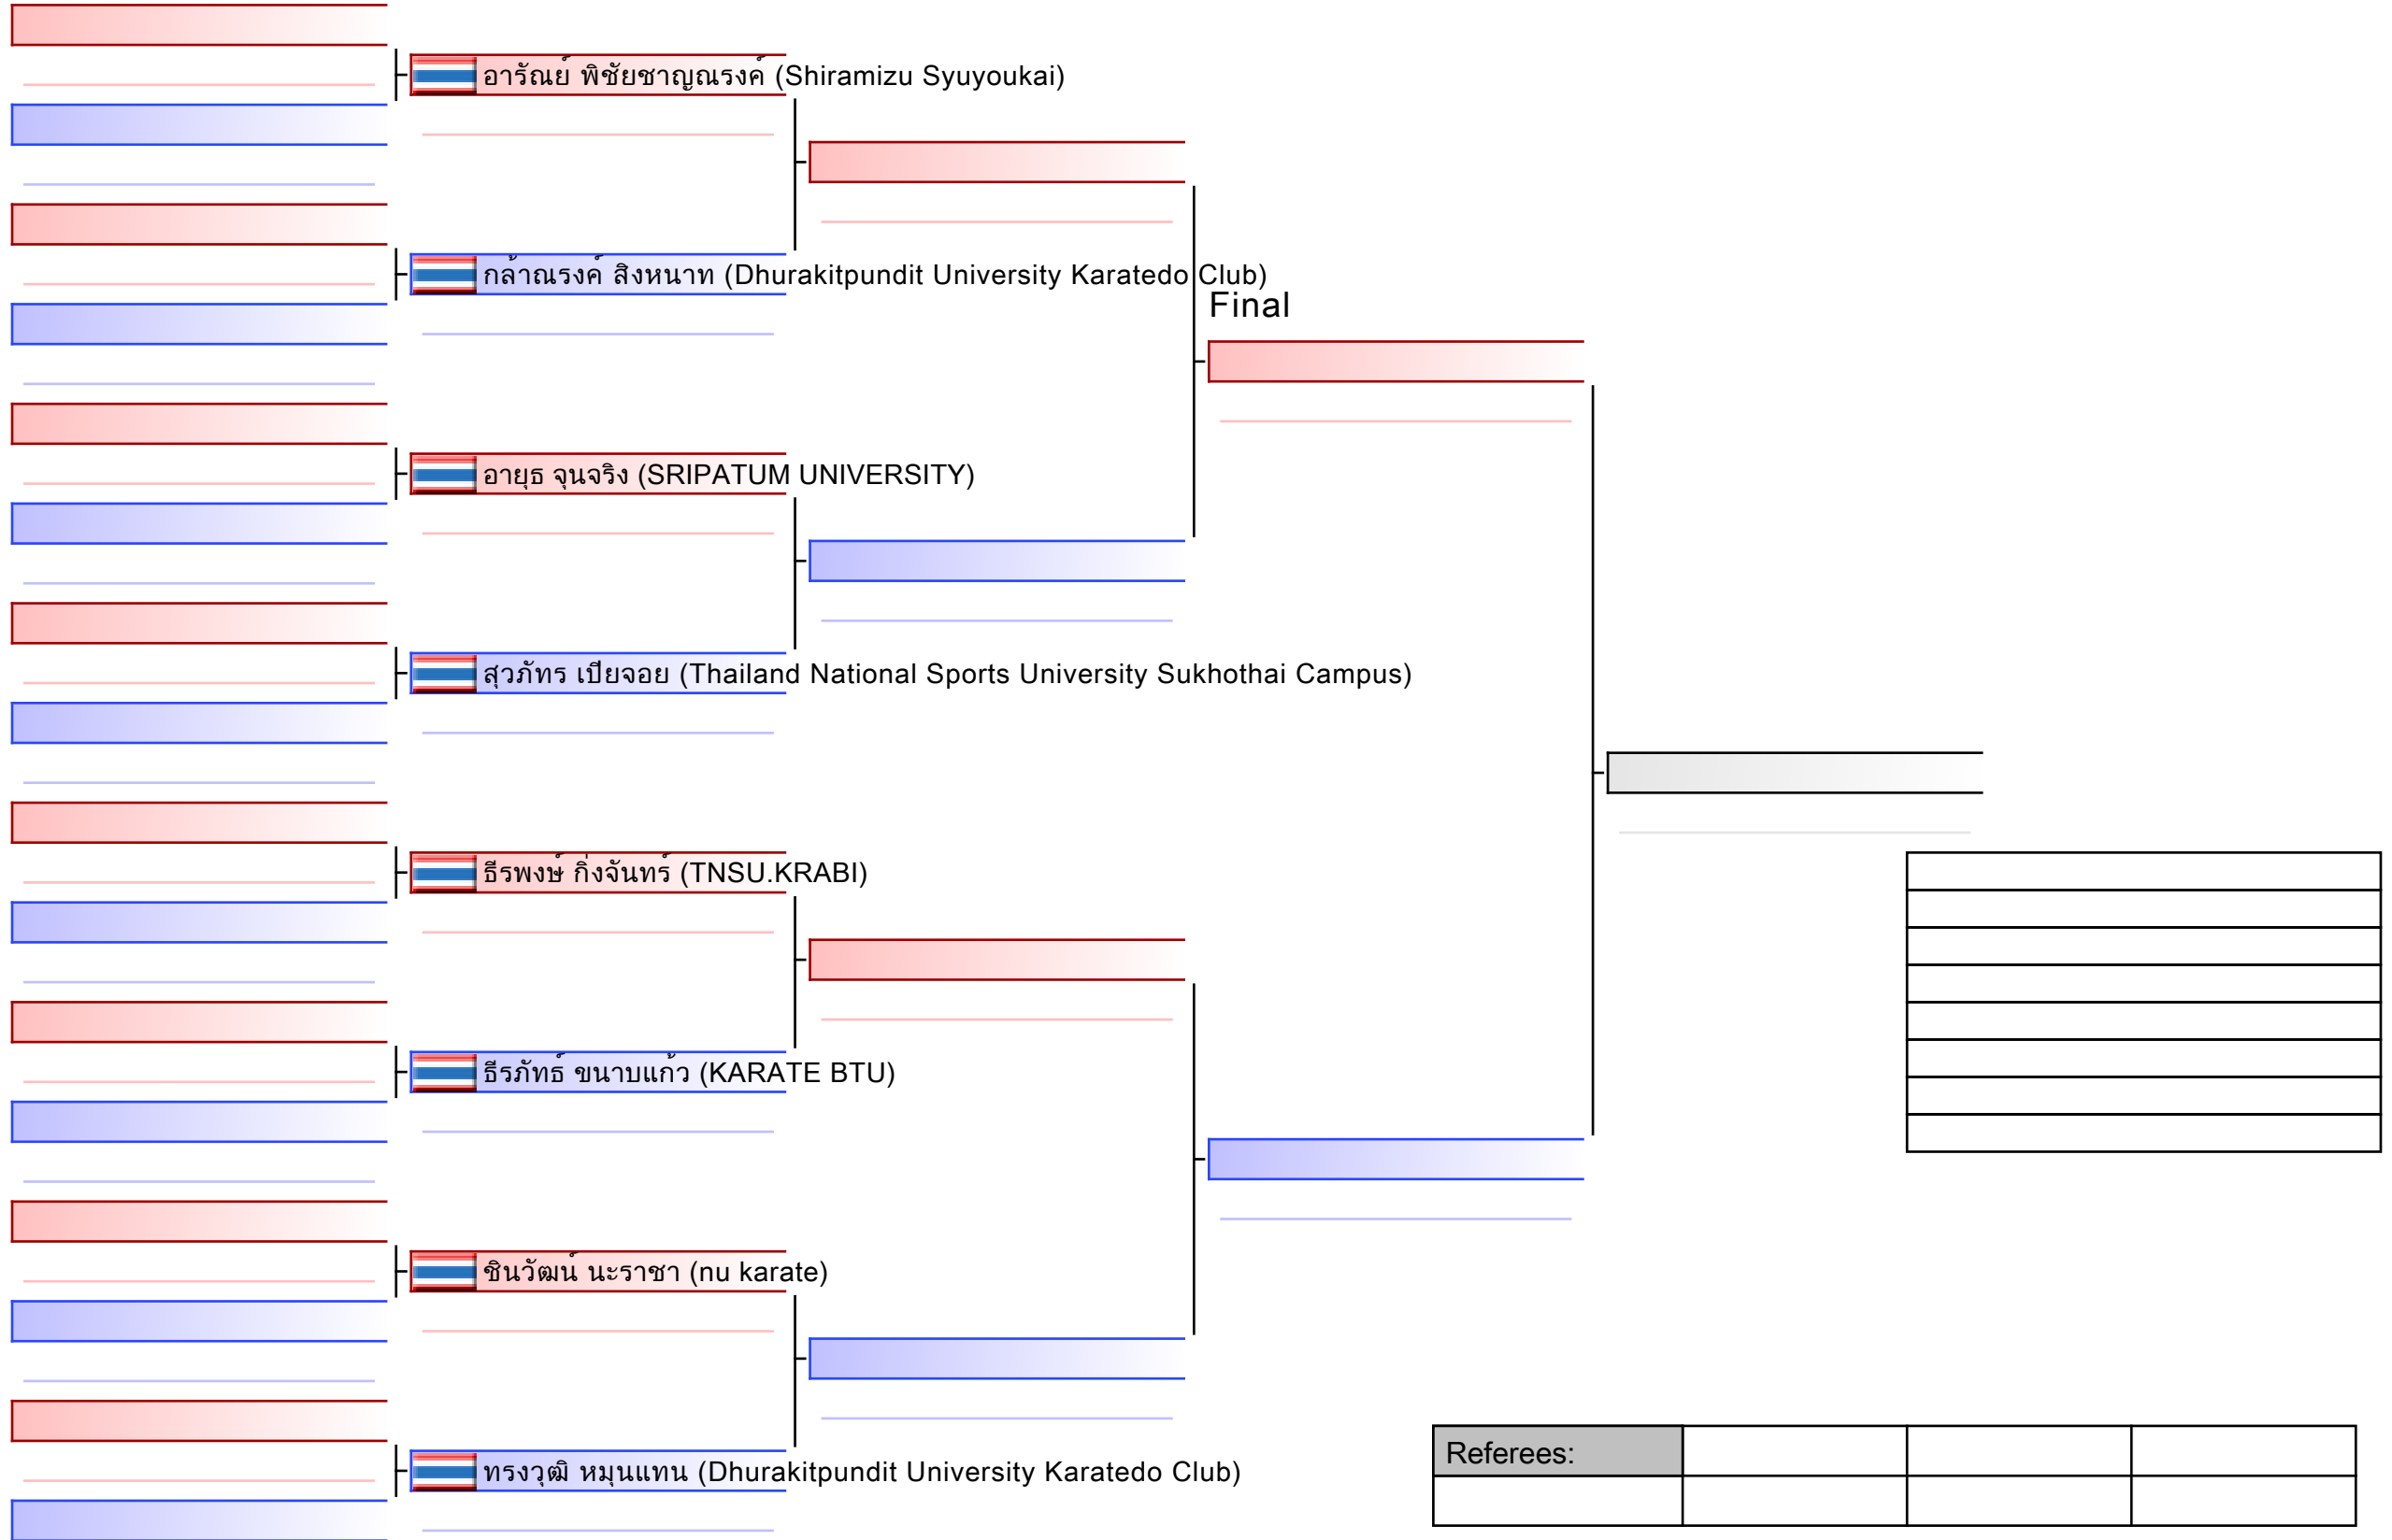 อารัณย์ พิชัยชาญณรงค์ (Shiramizu Syuyoukai)
กล้าณรงค์ สิงหนาท (Dhurakitpundit University Karatedo Club)
Final
อายุธ จุนจริง (SRIPATUM UNIVERSITY)
สุวภัทร เปียจอย (Thailand National Sports University Sukhothai Campus)
ธีรพงษ์ กิ่งจันทร์ (TNSU.KRABI)
ธีรภัทธ์ ขนาบแก้ว (KARATE BTU)
ชินวัฒน์ นะราชา (nu karate)
ทรงวุฒิ หมุนแทน (Dhurakitpundit University Karatedo Club)
Referees: